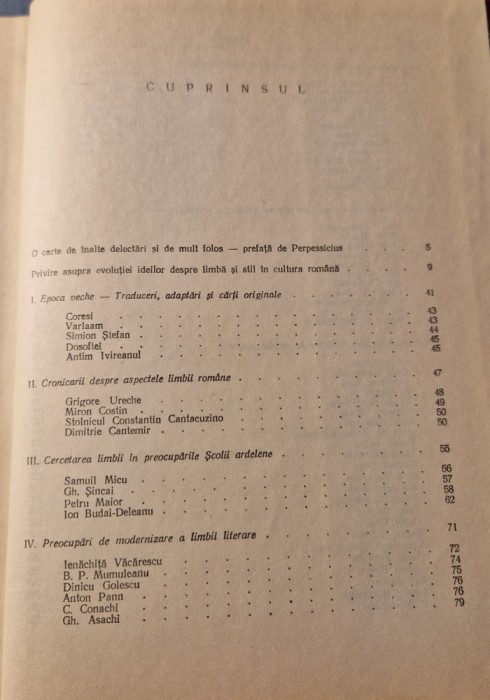 CUPRINSUL
O carte de înalte delectări și de mult folos — prefață de Perpessicius . . . 5
Privire asupra evoluției ideilor despre limbă și stil în cultura română . . . . 9
I. Epoca veche — Traduceri, adaptări și cărți originale . . . . . . 41
Coresi . . . . . . . . . . . . 43
Varlaam . . . . . . . . . . . . 43
Simion Ștefan . . . . . . . . . . . 44
Dosoftei . . . . . . . . . . . . 45
Antim Ivireanul . . . . . . . . . . . 45
II. Cronicarii despre aspectele limbii române . . . . . . . . 47
Grigore Ureche . . . . . . . . . . . 48
Miron Costin . . . . . . . . . . . 49
Stolnicul Constantin Cantacuzino . . . . . . . . 50
Dimitrie Cantemir . . . . . . . . . . . 50
III. Cercetarea limbii în preocupările Școlii ardelene . . . . . . 55
Samuil Micu . . . . . . . . . . . 56
Gh. Șincai . . . . . . . . . . . . 57
Petru Maior . . . . . . . . . . . 58
Ion Budai-Deleanu . . . . . . . . . . . 62
IV. Preocupări de modernizare a limbii literare . . . . . . . 71
Ienăchiță Văcărescu . . . . . . . . . . 72
B. P. Mumuleanu . . . . . . . . . . . 74
Dinicu Golescu . . . . . . . . . . . 75
Anton Pann . . . . . . . . . . . 76
C. Conachi . . . . . . . . . . . . 76
Gh. Asachi . . . . . . . . . . . . 79